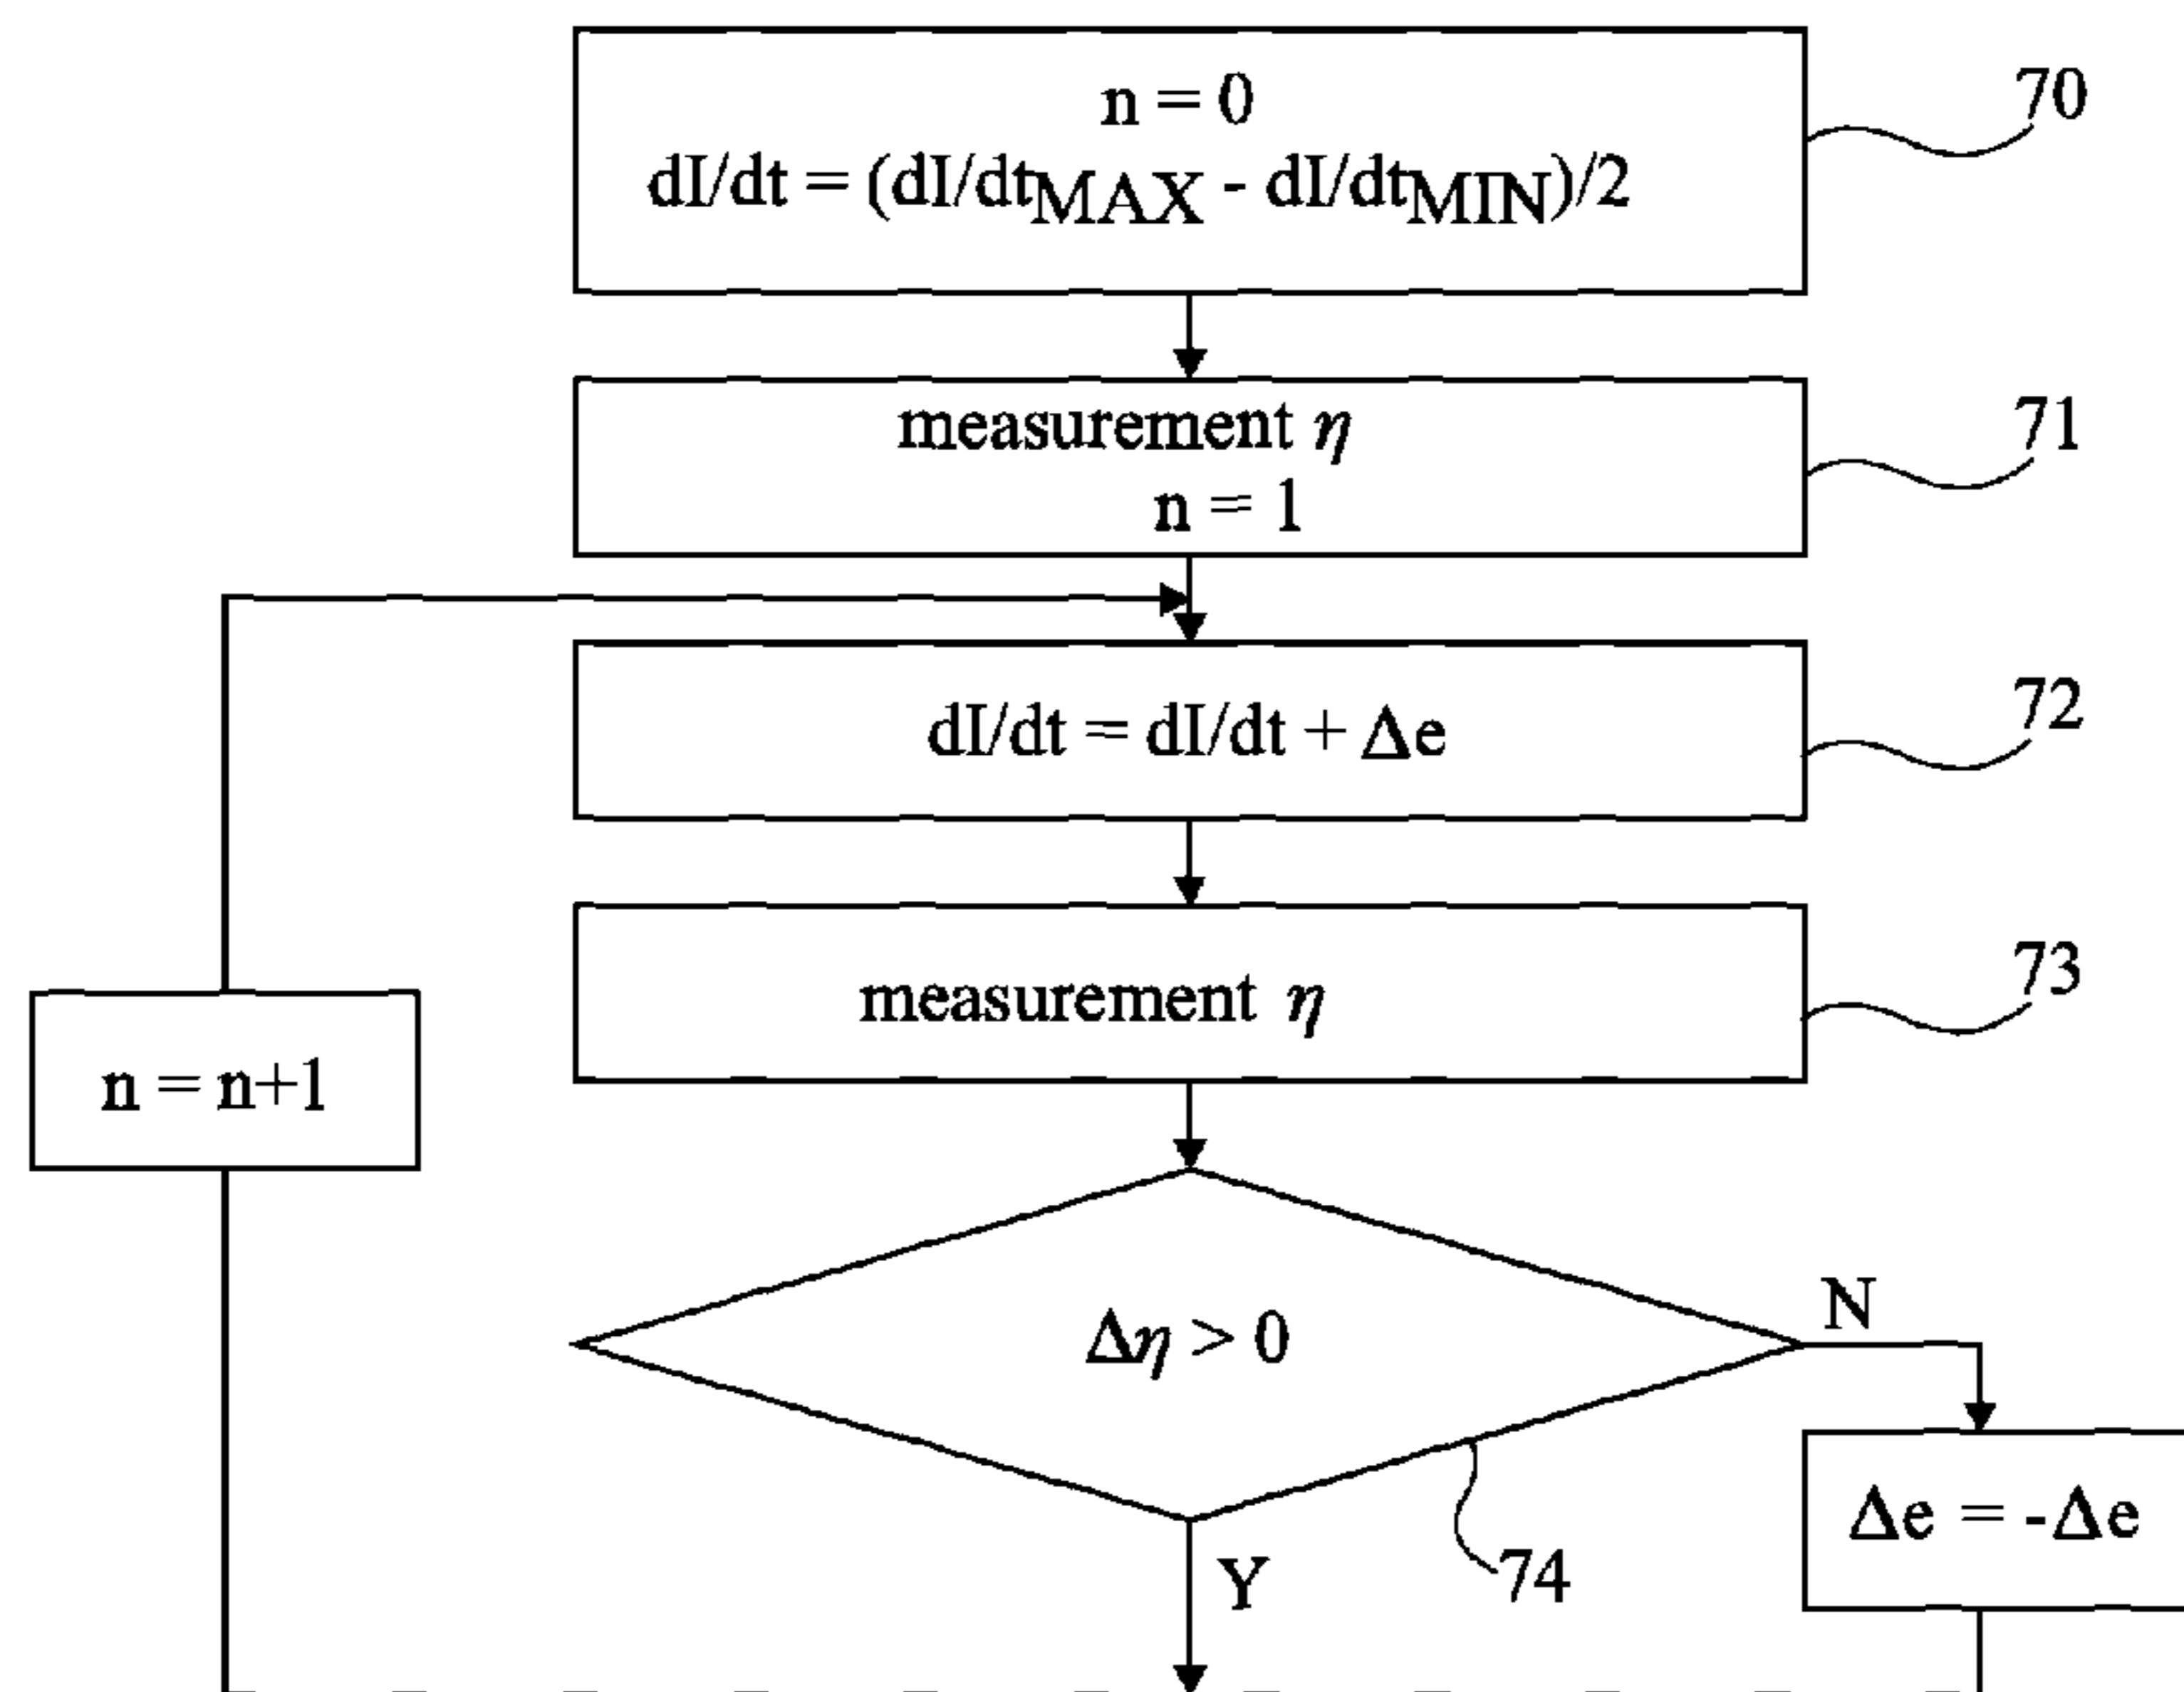 n = 0
dI/dt = (dI/dtMAX - dI/dtMIN)/2
70
measurement η
n = 1
71
dI/dt = dI/dt + Δe
72
measurement η
73
n = n+1
Δη > 0
N
Δe = -Δe
Y
74